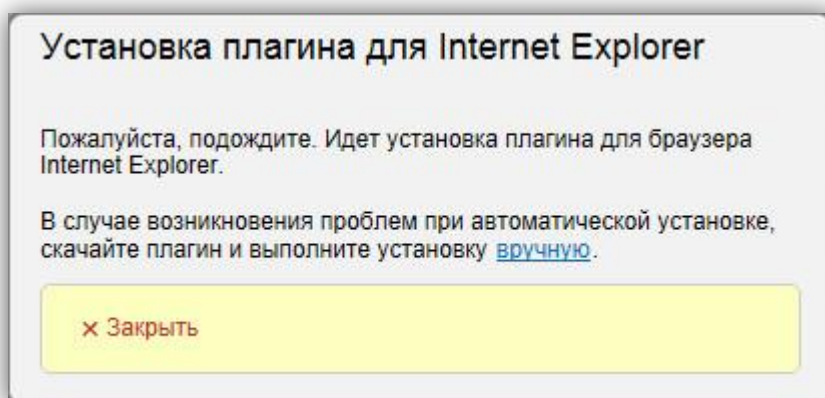 Установка плагина для Internet Explorer
Пожалуйста, подождите. Идет установка плагина для браузера
Internet Explorer.
В случае возникновения проблем при автоматической установке,
скачайте плагин и выполните установку вручную.
× Закрыть